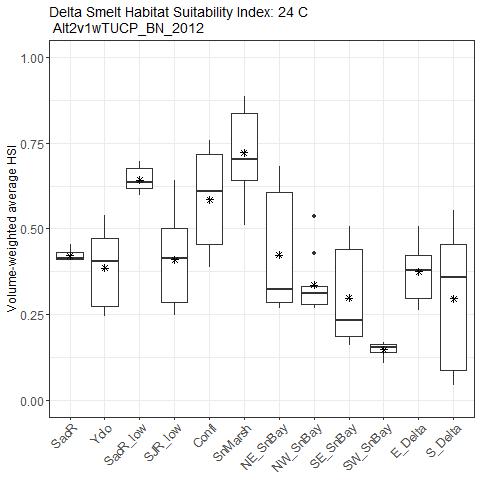 Delta Smelt Habitat Suitability Index: 24 C
Alt2v1wTUCP_BN_2012
Volume-weighted average HSI
1.00
0.75
0.50
0.25
0.00
SacR
Yolo
SacR_low
SJR_low
Confl
SnMarsh
NE_SnBay
NW_SnBay
SE_SnBay
SW_SnBay
E_Delta
S_Delta